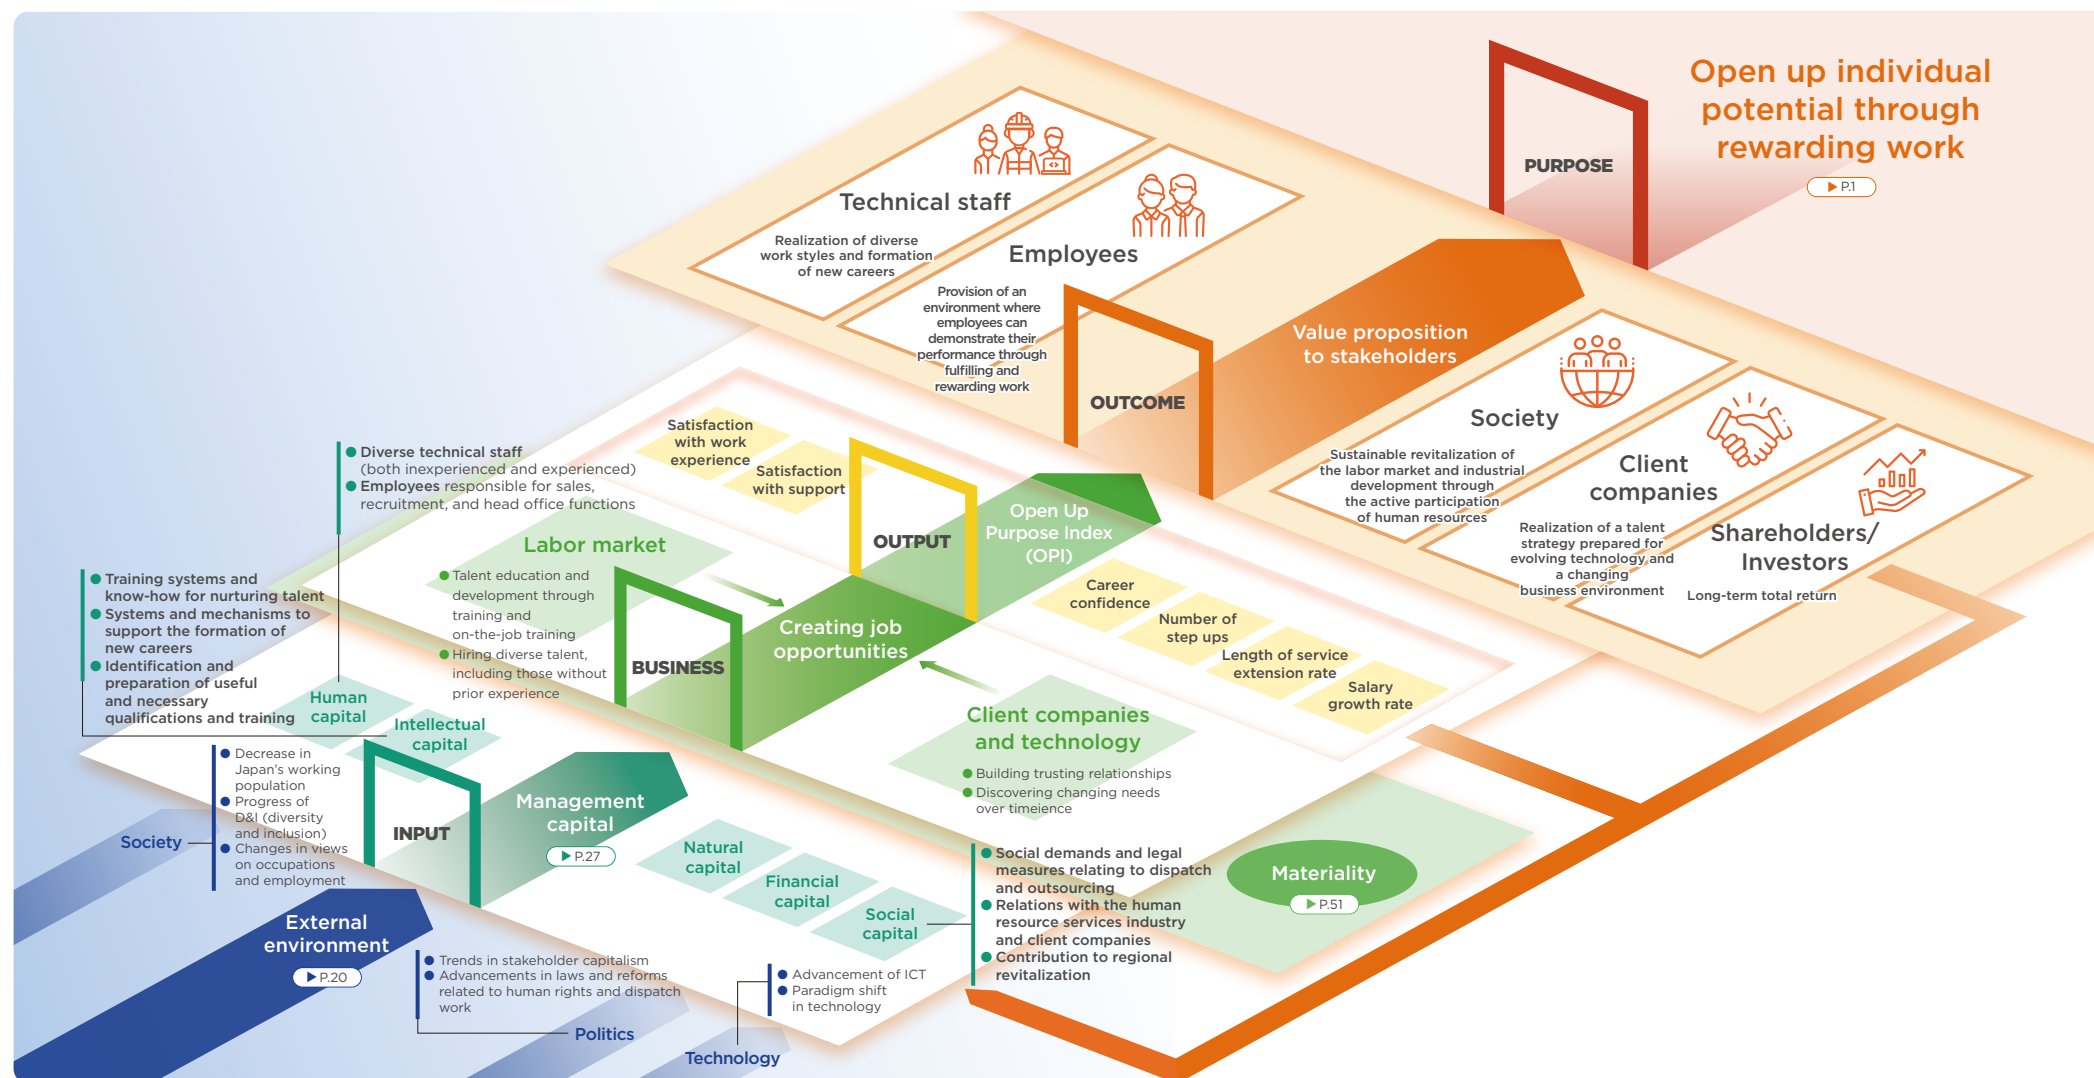 Open up individual
potential through
rewarding work
▶ P.1
PURPOSE
Technical staff
Realization of diverse
work styles and formation
of new careers
Employees
Provision of an
environment where
employees can
demonstrate their
performance through
fulfilling and
rewarding work
OUTCOME
Value proposition
to stakeholders
Society
Sustainable revitalization of
the labor market and industrial
development through
the active participation
of human resources
Client
companies
Realization of a talent
strategy prepared for
evolving technology and
a changing
business environment
Shareholders/
Investors
Long-term total return
Satisfaction
with work
experience
Satisfaction
with support
OUTPUT
Open Up
Purpose Index
(OPI)
Career
confidence
Number of
step ups
Length of service
extension rate
Salary
growth rate
● Diverse technical staff
(both inexperienced and experienced)
● Employees responsible for sales,
recruitment, and head office functions
Labor market
● Talent education and
development through
training and
on-the-job training
● Hiring diverse talent,
including those without
prior experience
BUSINESS
Creating job
opportunities
Client companies
and technology
● Building trusting relationships
● Discovering changing needs
over timeience
● Training systems and
know-how for nurturing talent
● Systems and mechanisms to
support the formation of
new careers
● Identification and
preparation of useful
and necessary
qualifications and training
Human
capital
Intellectual
capital
INPUT
Management
capital
▶ P.27
Natural
capital
Financial
capital
Social
capital
● Social demands and legal
measures relating to dispatch
and outsourcing
● Relations with the human
resource services industry
and client companies
● Contribution to regional
revitalization
Materiality
▶ P.51
Society
● Decrease in
Japan's working
population
● Progress of
D&I (diversity
and inclusion)
● Changes in views
on occupations
and employment
External
environment
▶ P.20
● Trends in stakeholder capitalism
● Advancements in laws and reforms
related to human rights and dispatch
work
Politics
● Advancement of ICT
● Paradigm shift
in technology
Technology